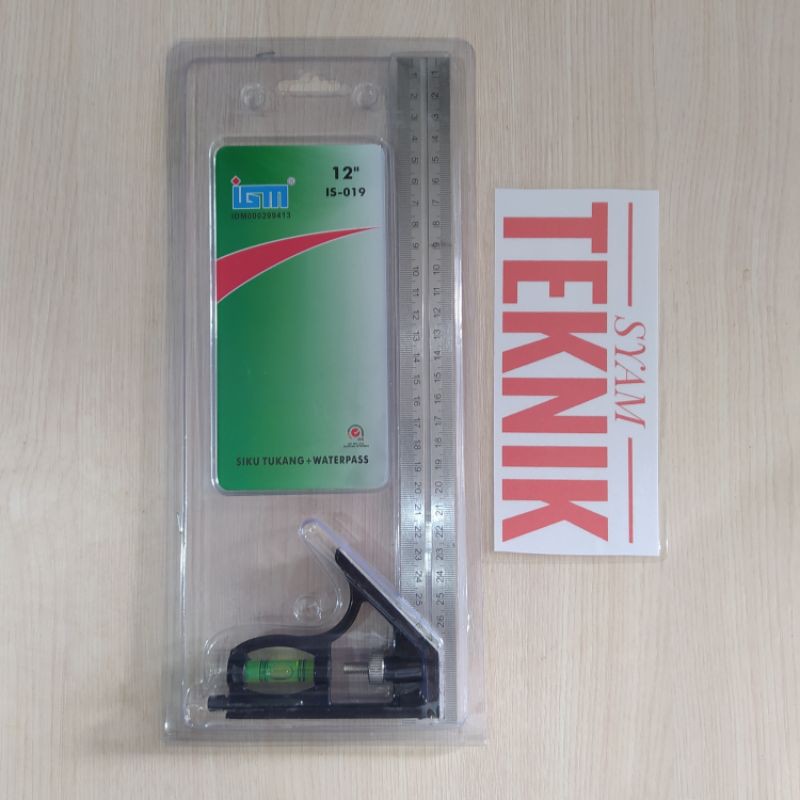 12"
IS-019
iGM®
IDM000299413
SIKU TUKANG+WATERPASS
SYAM
TEKNIK